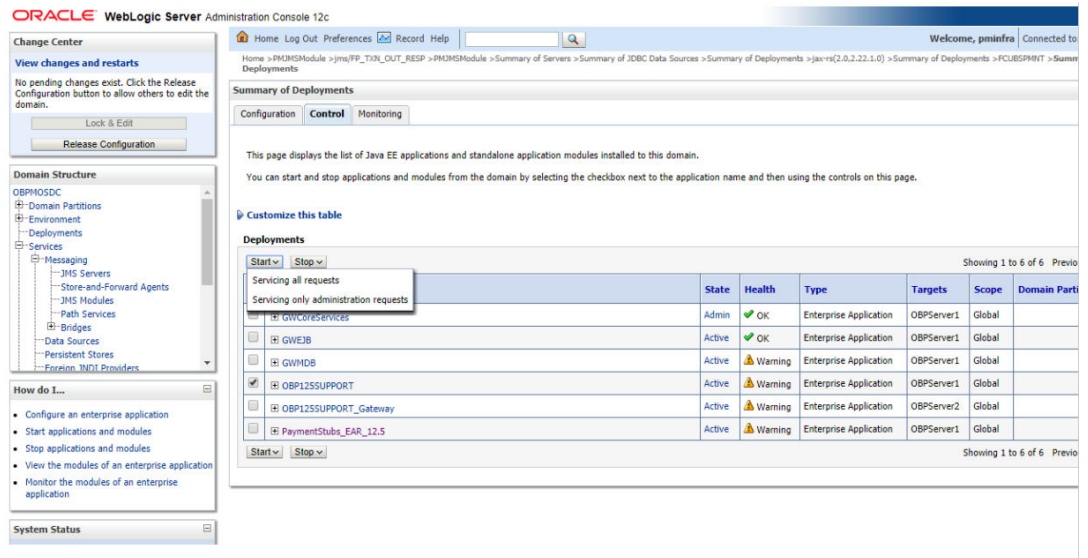 ORACLE WebLogic Server Administration Console 12c
Change Center
View changes and restarts
No pending changes exist. Click the Release
Configuration button to allow others to edit the
domain.
Lock & Edit
Release Configuration
Domain Structure
OBPMOSDC
Domain Partitions
Environment
Deployments
Services
Messaging
JMS Servers
Store-and-Forward Agents
JMS Modules
Path Services
Bridges
Data Sources
Persistent Stores
Foreign JNDI Providers
How do I...
Configure an enterprise application
Start applications and modules
Stop applications and modules
View the modules of an enterprise application
Monitor the modules of an enterprise
application
System Status
Home Log Out Preferences Record Help
Welcome, pminfra Connected to
Home >PMJMSModule >jms/FP_TXN_OUT_RESP >PMJMSModule >Summary of Servers >Summary of JDBC Data Sources >Summary of Deployments >jax-rs(2.0,2.22.1.0) >Summary of Deployments >FCUBSPMNT >Summ
Deployments
Summary of Deployments
Configuration Control Monitoring
This page displays the list of Java EE applications and standalone application modules installed to this domain.
You can start and stop applications and modules from the domain by selecting the checkbox next to the application name and then using the controls on this page.
Customize this table
Deployments
Start Stop Showing 1 to 6 of 6 Previo
Servicing all requests
Servicing only administration requests
State Health Type Targets Scope Domain Parti
GWCoreServices Admin OK Enterprise Application OBPServer1 Global
GWEJB Active OK Enterprise Application OBPServer1 Global
GWMDB Active Warning Enterprise Application OBPServer1 Global
OBP125SUPPORT Active Warning Enterprise Application OBPServer1 Global
OBP125SUPPORT_Gateway Active Warning Enterprise Application OBPServer2 Global
PaymentStubs_EAR_12.5 Active Warning Enterprise Application OBPServer1 Global
Start Stop Showing 1 to 6 of 6 Previo